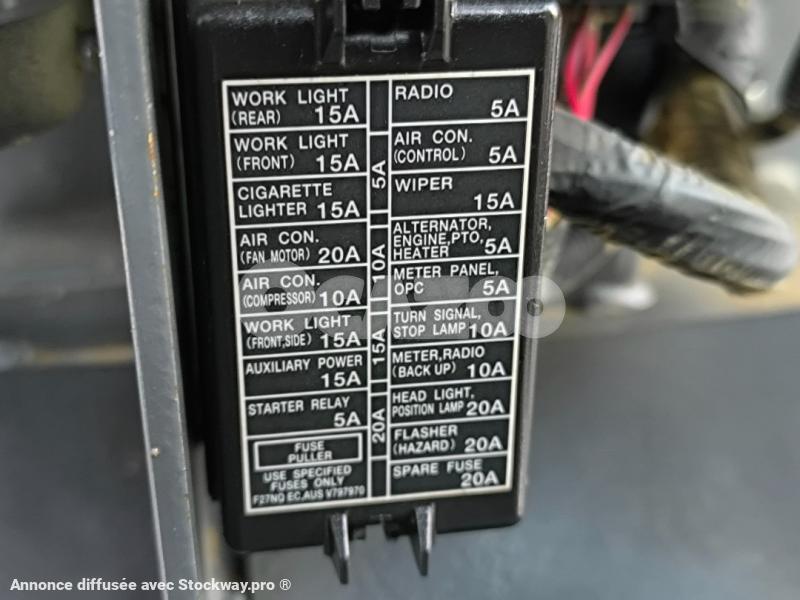 WORK LIGHT
(REAR) 15A
WORK LIGHT
(FRONT) 15A
CIGARETTE
LIGHTER 15A
AIR CON.
(FAN MOTOR) 20A
AIR CON.
(COMPRESSOR) 10A
WORK LIGHT
(FRONT,SIDE) 15A
AUXILIARY POWER
15A
STARTER RELAY
5A
FUSE
PULLER
USE SPECIFIED
FUSES ONLY
F27NO EC,AUS V797970
5A
10A
15A
20A
RADIO
5A
AIR CON.
(CONTROL) 5A
WIPER
15A
ALTERNATOR,
ENGINE,PTO,
HEATER 5A
METER PANEL,
OPC 5A
TURN SIGNAL,
STOP LAMP 10A
METER,RADIO
(BACK UP) 10A
HEAD LIGHT,
POSITION LAMP 20A
FLASHER
(HAZARD) 20A
SPARE FUSE
20A
Annonce diffusée avec Stockway.pro ®